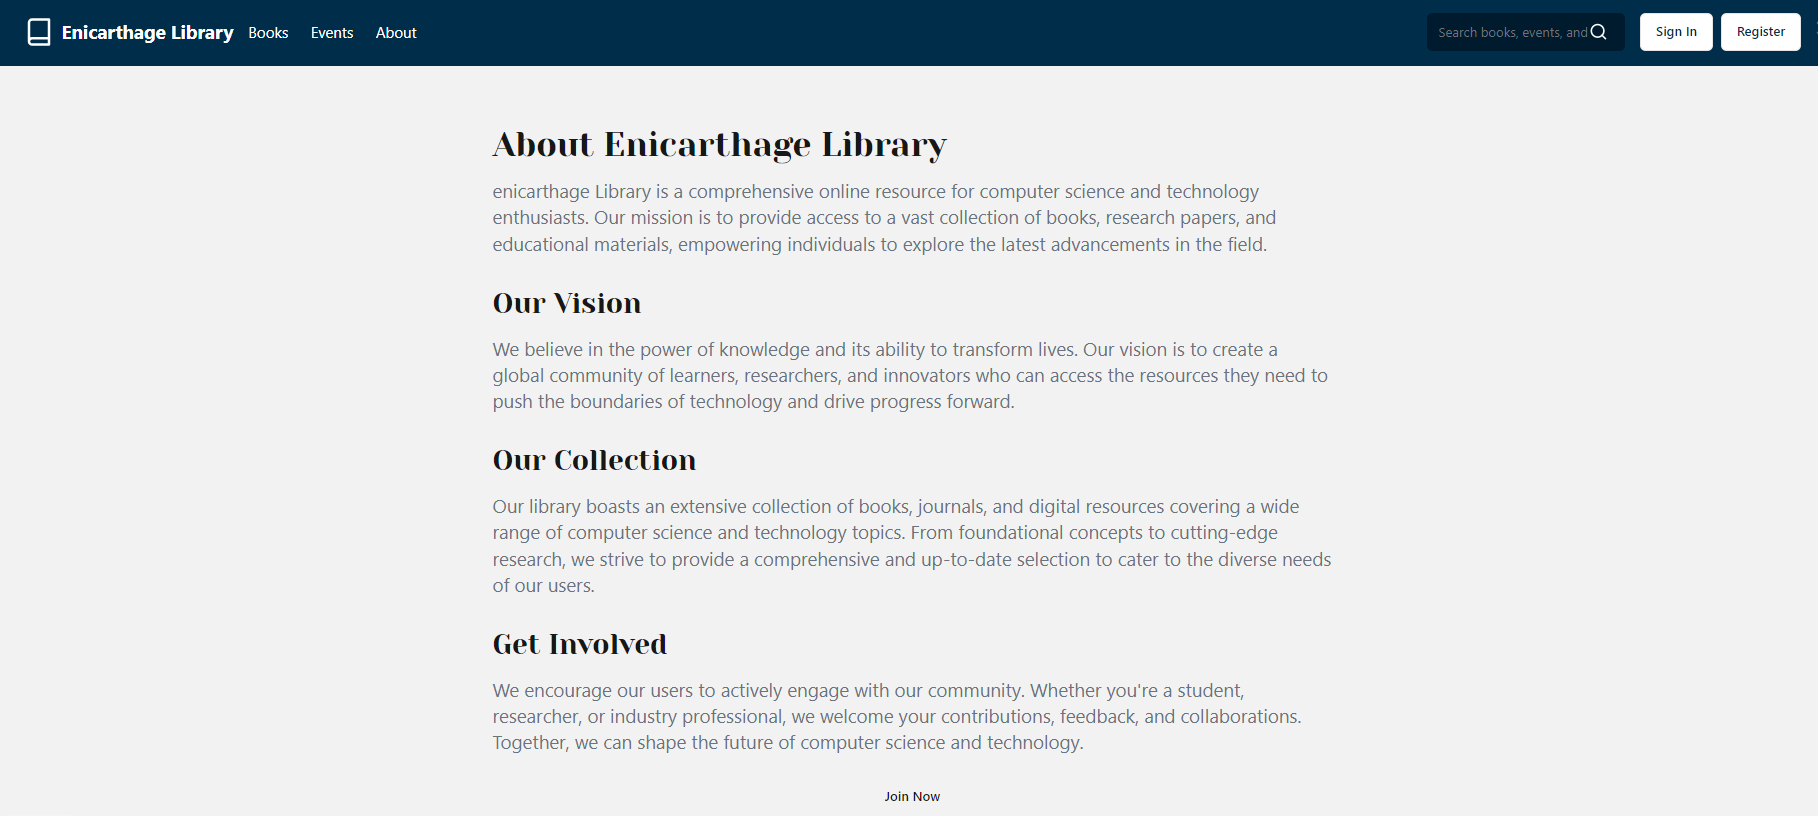 Enicarthage Library Books Events About Search books, events, and Sign In Register
About Enicarthage Library
enicarthage Library is a comprehensive online resource for computer science and technology
enthusiasts. Our mission is to provide access to a vast collection of books, research papers, and
educational materials, empowering individuals to explore the latest advancements in the field.
Our Vision
We believe in the power of knowledge and its ability to transform lives. Our vision is to create a
global community of learners, researchers, and innovators who can access the resources they need to
push the boundaries of technology and drive progress forward.
Our Collection
Our library boasts an extensive collection of books, journals, and digital resources covering a wide
range of computer science and technology topics. From foundational concepts to cutting-edge
research, we strive to provide a comprehensive and up-to-date selection to cater to the diverse needs
of our users.
Get Involved
We encourage our users to actively engage with our community. Whether you're a student,
researcher, or industry professional, we welcome your contributions, feedback, and collaborations.
Together, we can shape the future of computer science and technology.
Join Now